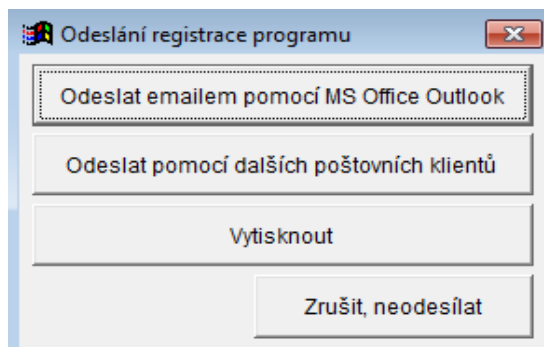 Odeslání registrace programu
Odeslat emailem pomocí MS Office Outlook
Odeslat pomocí dalších poštovních klientů
Vytisknout
Zrušit, neodesílat